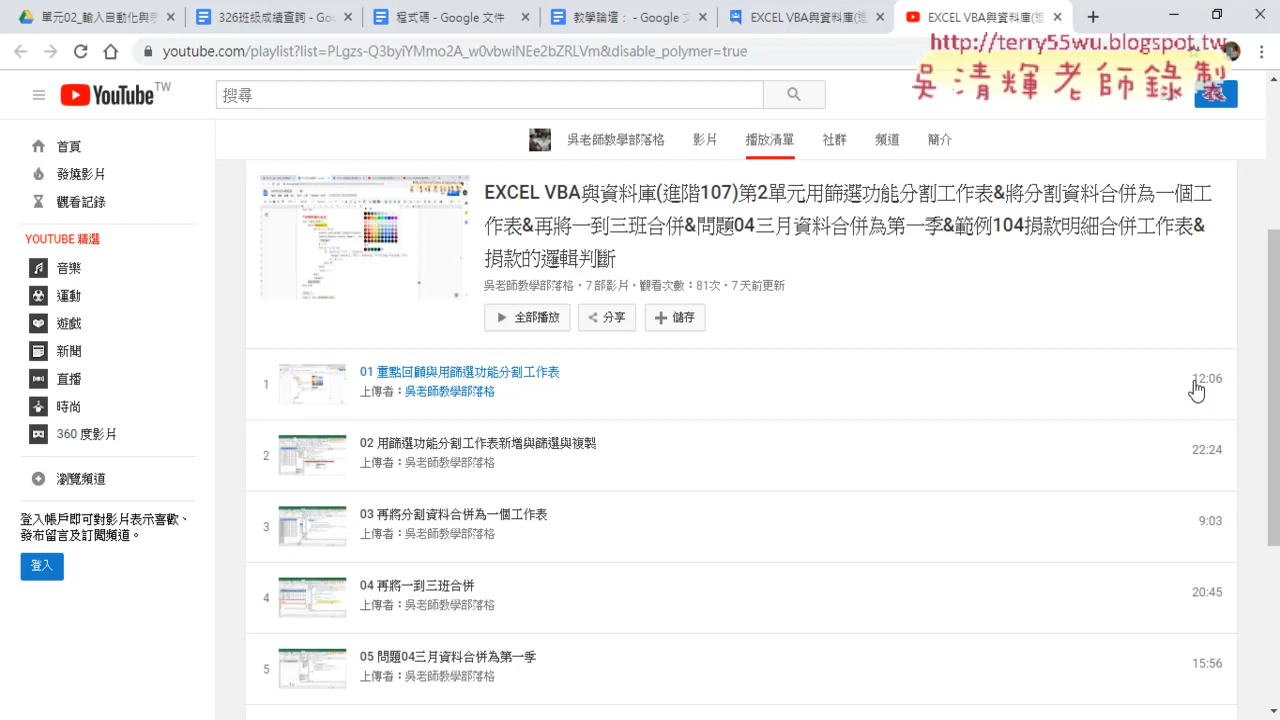 單元02_輸入自動化與E
326班級成績查詢 - Goog
程式碼 - Google 文件
教學論壇： - Google 文
EXCEL VBA與資料庫(進
EXCEL VBA與資料庫(進
youtube.com/playlist?list=PLgzs-Q3byiYMmo2A_w0vbwiNEe2bZRLVm&disable_polymer=true
http://terry55wu.blogspot.tw
吳清輝老師錄製
YouTube TW
搜尋
首頁
發燒影片
觀看記錄
YOUTUBE 精選
音樂
運動
遊戲
新聞
直播
時尚
360 度影片
瀏覽頻道
登入帳戶即可對影片表示喜歡、
發布留言及訂閱頻道。
登入
吳老師教學部落格
影片
播放清單
社群
頻道
簡介
EXCEL VBA與資料庫(進階107)第2單元用篩選功能分割工作表&將分割資料合併為一個工
作表&再將一到三班合併&問題04三月資料合併為第一季&範例104捐款明細合併工作表&
捐款的邏輯判斷
吳老師教學部落格 • 7 部影片 • 觀看次數：81次 • 7 天前更新
全部播放
分享
儲存
1
01 重點回顧與用篩選功能分割工作表
上傳者：吳老師教學部落格
12:06
2
02 用篩選功能分割工作表新增與篩選與複製
上傳者：吳老師教學部落格
22:24
3
03 再將分割資料合併為一個工作表
上傳者：吳老師教學部落格
9:03
4
04 再將一到三班合併
上傳者：吳老師教學部落格
20:45
5
05 問題04三月資料合併為第一季
上傳者：吳老師教學部落格
15:56